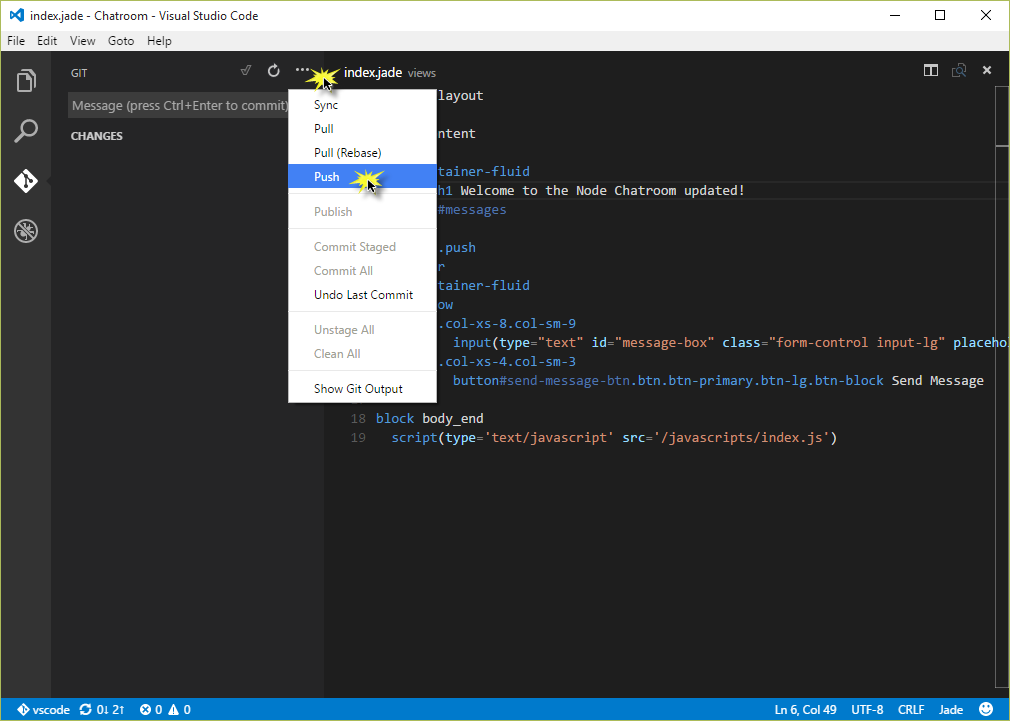 index.jade - Chatroom - Visual Studio Code
File Edit View Goto Help
GIT
index.jade views
Message (press Ctrl+Enter to commit)
CHANGES
Sync
Pull
Pull (Rebase)
Push
Publish
Commit Staged
Commit All
Undo Last Commit
Unstage All
Clean All
Show Git Output
layout
ntent
tainer-fluid
h1 Welcome to the Node Chatroom updated!
#messages
.push
r
tainer-fluid
ow
.col-xs-8.col-sm-9
input(type="text" id="message-box" class="form-control input-lg" placehol
.col-xs-4.col-sm-3
button#send-message-btn.btn.btn-primary.btn-lg.btn-block Send Message
18 block body_end
19 script(type='text/javascript' src='/javascripts/index.js')
vscode 0↓ 2↑ 0 0 Ln 6, Col 49 UTF-8 CRLF Jade